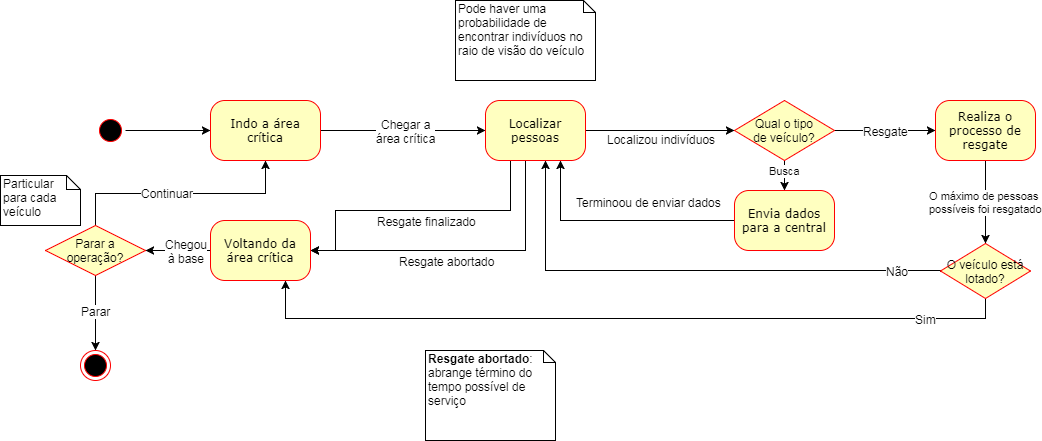 Pode haver uma
probabilidade de
encontrar indivíduos no
raio de visão do veículo
Indo a área
crítica
Chegar a
área crítica
Localizar
pessoas
Localizou indivíduos
Qual o tipo
de veículo?
Resgate
Realiza o
processo de
resgate
Busca
Particular
para cada
veículo
Continuar
Terminoou de enviar dados
Envia dados
para a central
O máximo de pessoas
possíveis foi resgatado
Resgate finalizado
Parar a
operação?
Chegou
à base
Voltando da
área crítica
Resgate abortado
Não
O veículo está
lotado?
Parar
Sim
Resgate abortado:
abrange término do
tempo possível de
serviço